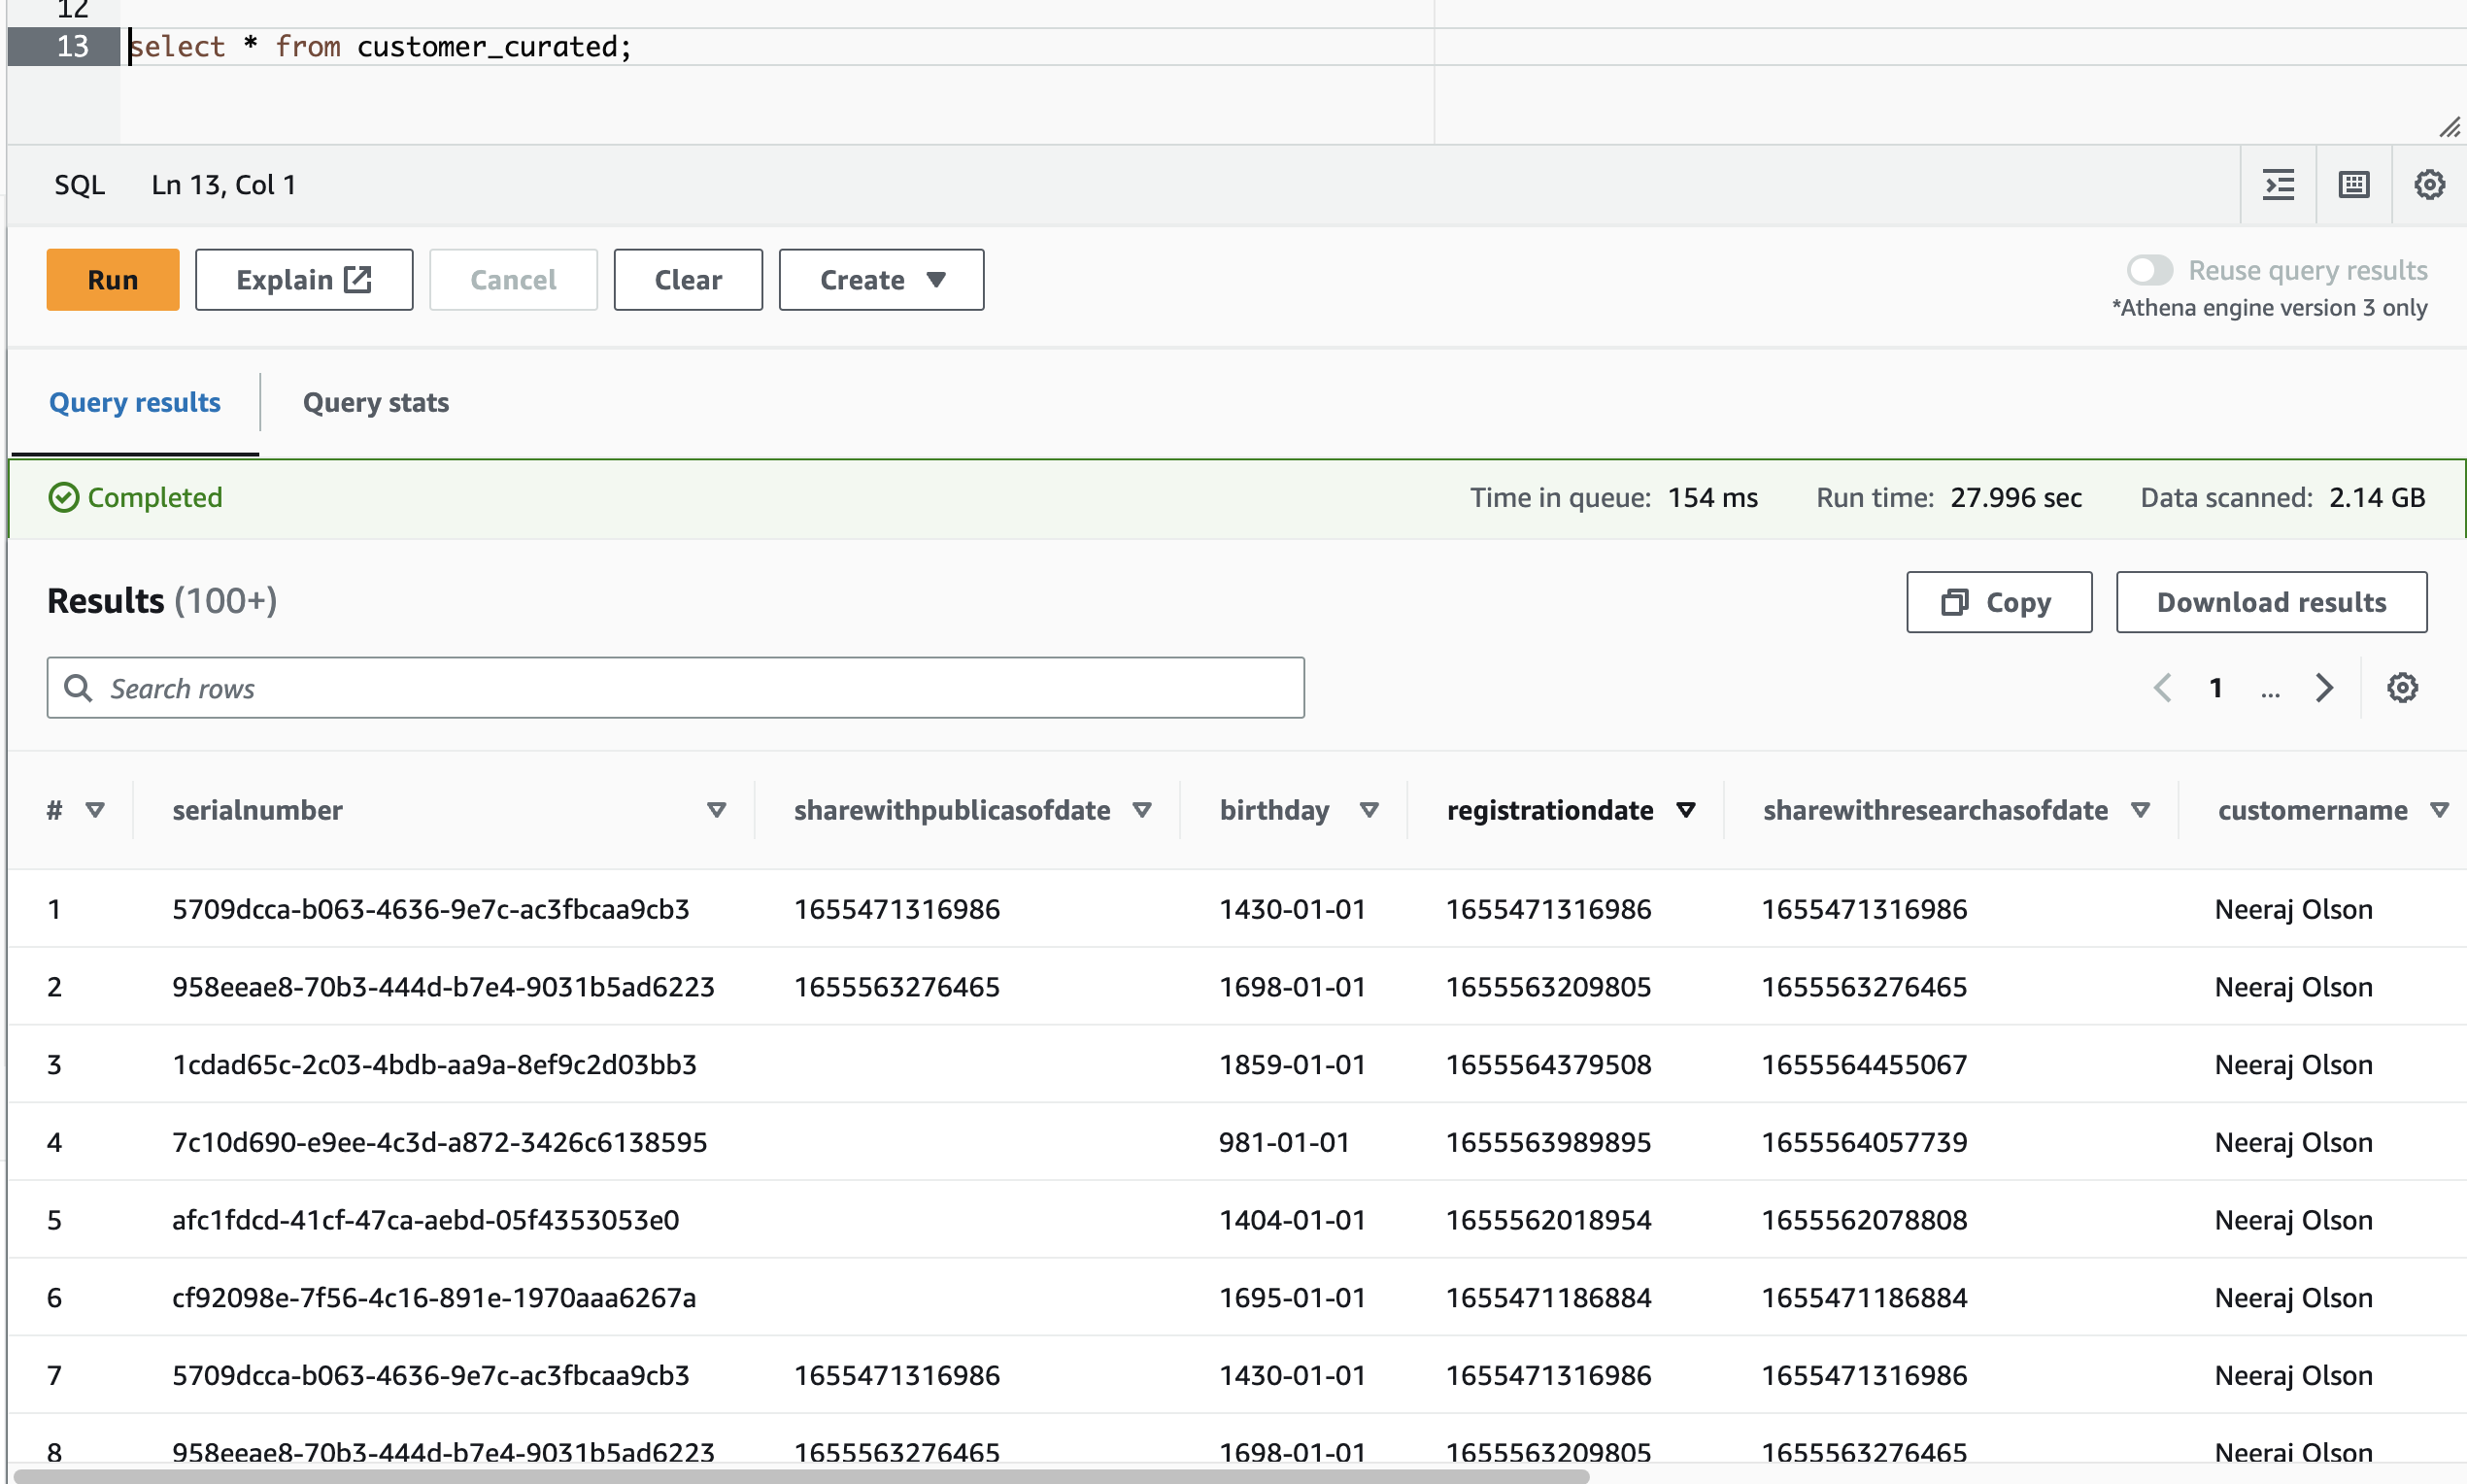 12
13 select * from customer_curated;
SQL Ln 13, Col 1
Run Explain Cancel Clear Create Reuse query results
*Athena engine version 3 only
Query results Query stats
Completed Time in queue: 154 ms Run time: 27.996 sec Data scanned: 2.14 GB
Results (100+) Copy Download results
Search rows 1 ...
# serialnumber sharewithpublicasofdate birthday registrationdate sharewithresearchasofdate customername
1 5709dcca-b063-4636-9e7c-ac3fbcaa9cb3 1655471316986 1430-01-01 1655471316986 1655471316986 Neeraj Olson
2 958eeae8-70b3-444d-b7e4-9031b5ad6223 1655563276465 1698-01-01 1655563209805 1655563276465 Neeraj Olson
3 1cdad65c-2c03-4bdb-aa9a-8ef9c2d03bb3 1859-01-01 1655564379508 1655564455067 Neeraj Olson
4 7c10d690-e9ee-4c3d-a872-3426c6138595 981-01-01 1655563989895 1655564057739 Neeraj Olson
5 afc1fdcd-41cf-47ca-aebd-05f4353053e0 1404-01-01 1655562018954 1655562078808 Neeraj Olson
6 cf92098e-7f56-4c16-891e-1970aaa6267a 1695-01-01 1655471186884 1655471186884 Neeraj Olson
7 5709dcca-b063-4636-9e7c-ac3fbcaa9cb3 1655471316986 1430-01-01 1655471316986 1655471316986 Neeraj Olson
8 958eeae8-70b3-444d-b7e4-9031b5ad6223 1655563276465 1698-01-01 1655563209805 1655563276465 Neeraj Olson